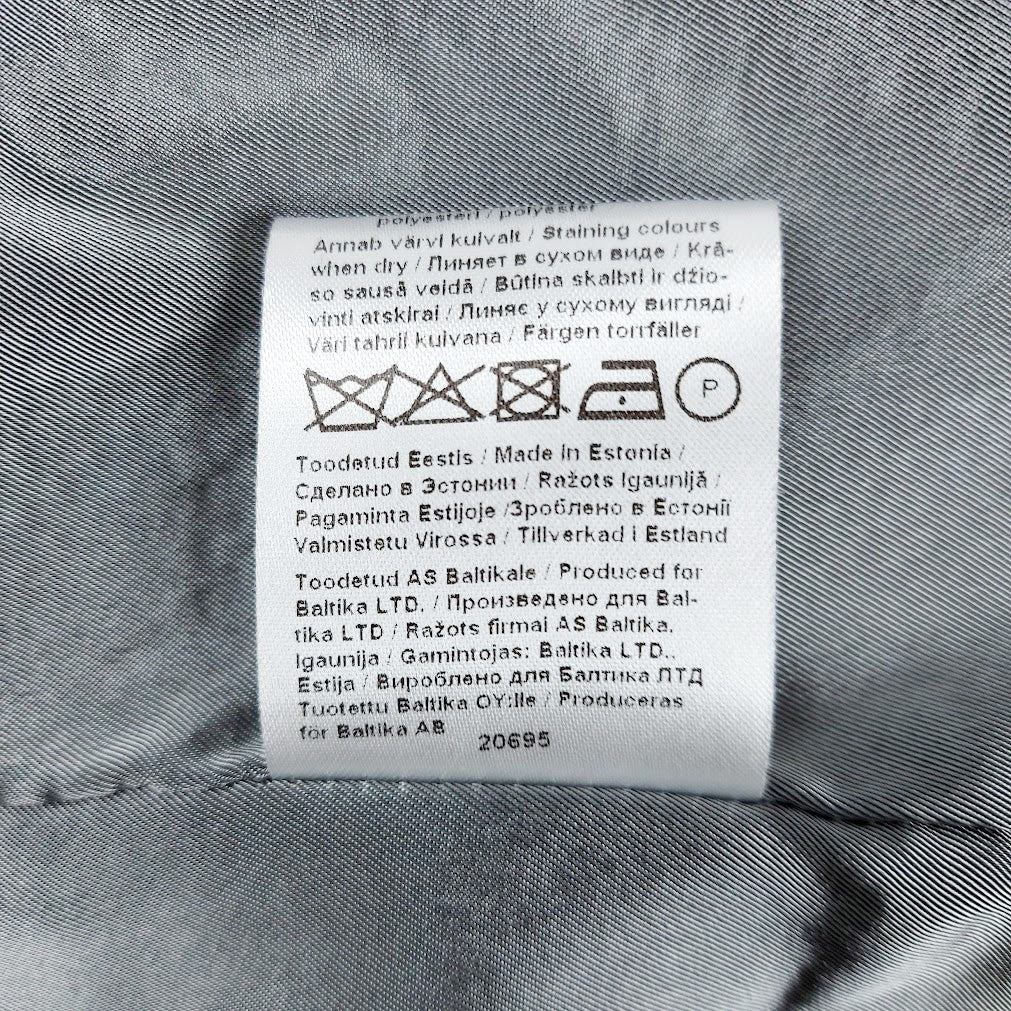 polyesteri / polyester
Annab värvi kuivalt / Staining colours
when dry / Линяет в сухом виде / Krā-
so sausā veidā / Būtina skalbti ir džio-
vinti atskirai / Линяє у сухому вигляді /
Väri tahrii kuivana / Färgen torrfäller
P
Toodetud Eestis / Made in Estonia /
Сделано в Эстонии / Ražots Igaunijā /
Pagaminta Estijoje /Зроблено в Естонії
Valmistetu Virossa / Tillverkad i Estland
Toodetud AS Baltikale / Produced for
Baltika LTD. / Произведено для Bal-
tika LTD / Ražots firmai AS Baltika,
Igaunija / Gamintojas: Baltika LTD.,
Estija / Вироблено для Балтика ЛТД
Tuotettu Baltika OY:lle / Produceras
för Baltika AB
20695